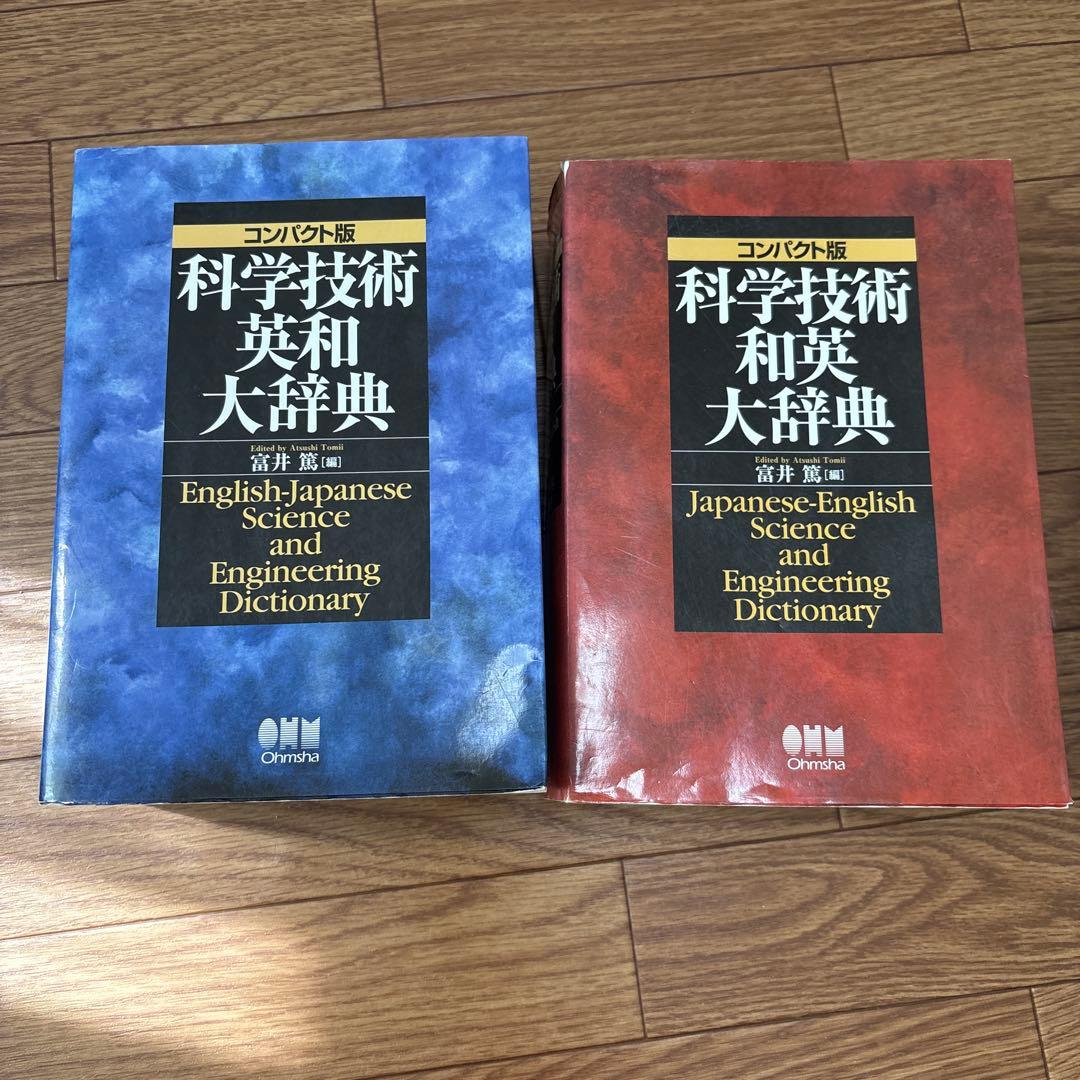 コンパクト版
科学技術
英和
大辞典
Edited by Atsushi Tomii
富井 篤[編]
English-Japanese
Science
and
Engineering
Dictionary
OHM
Ohmsha
コンパクト版
科学技術
和英
大辞典
Edited by Atsushi Tomii
富井 篤[編]
Japanese-English
Science
and
Engineering
Dictionary
OHM
Ohmsha